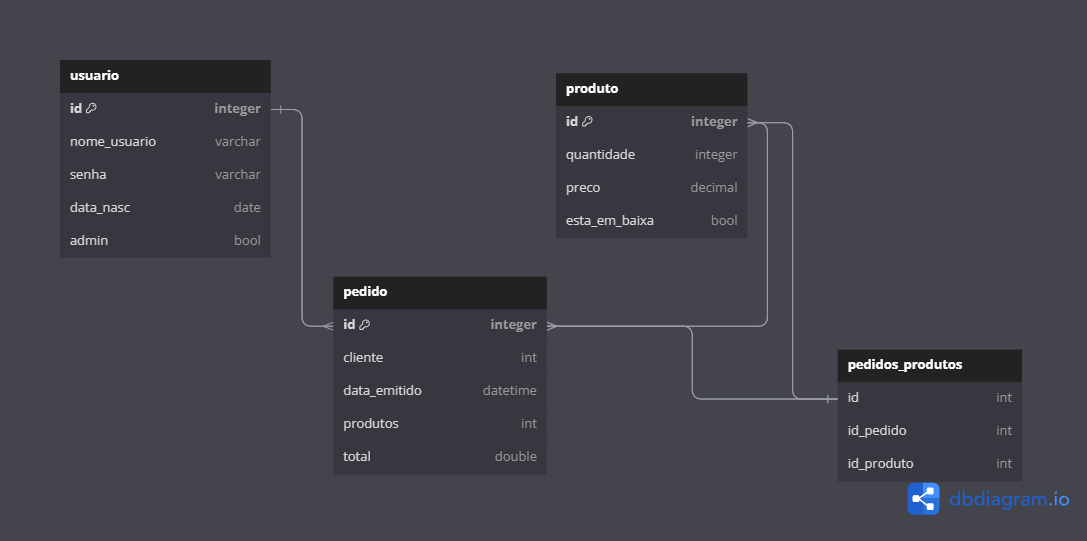 usuario
id integer
nome_usuario varchar
senha varchar
data_nasc date
admin bool
produto
id integer
quantidade integer
preco decimal
esta_em_baixa bool
pedido
id integer
cliente int
data_emitido datetime
produtos int
total double
pedidos_produtos
id int
id_pedido int
id_produto int
dbdiagram.io